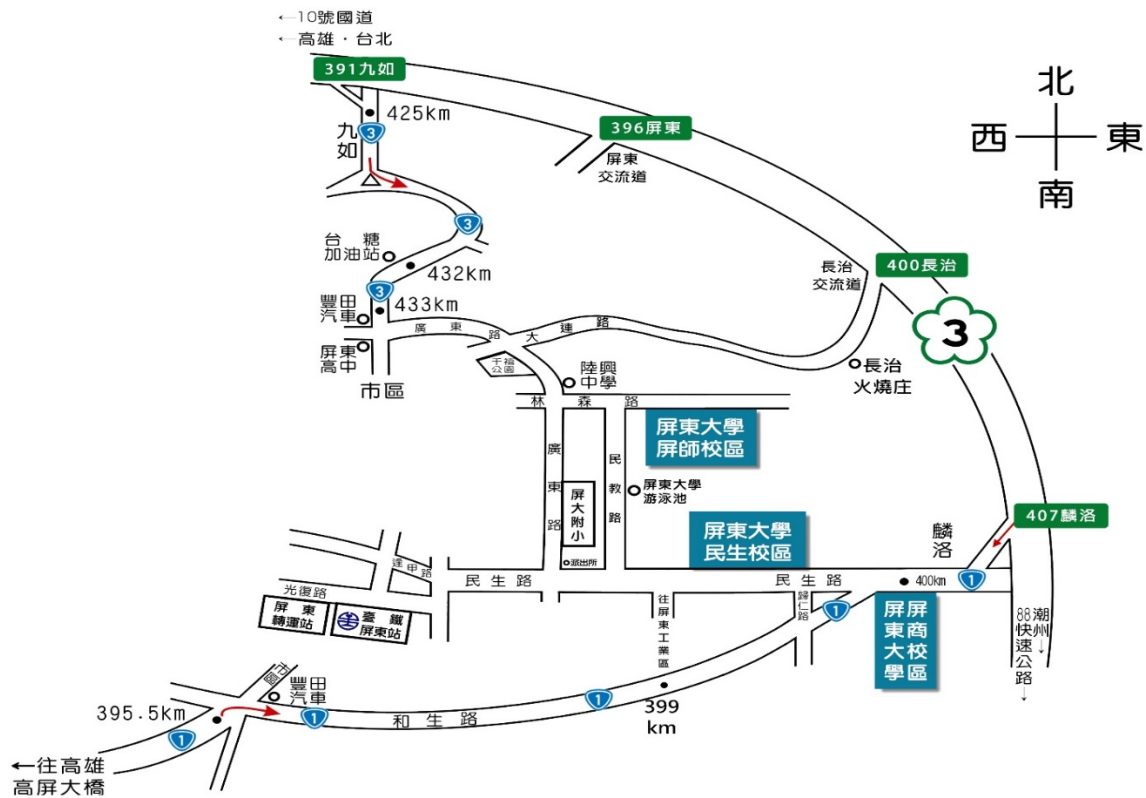 ←10號國道
←高雄．台北
391九如
425km
3
九如
396屏東
屏東
交流道
北
西
東
南
3
台糖
加油站
432km
3
433km
豐田
汽車
屏東
高中
市區
廣東路
大連路
千禧
公園
陸興
中學
長治
交流道
400長治
3
長治
火燒庄
林森路
屏東大學
屏師校區
廣東路
民教路
屏大附小
派出所
屏東大學
游泳池
屏東大學
民生校區
407麟洛
麟洛
逢甲路
光復路
屏東
轉運站
臺鐵
屏東站
民生路
民生路
400km
1
歸仁路
1
往屏東工業區
屏東大學
屏商校區
潮州↓
88快速公路↓
市區
豐田
汽車
395.5km
1
1
和生路
1
399
km
←往高雄
高屏大橋